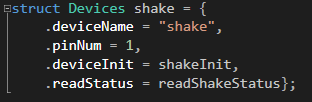 struct Devices shake = {
    .deviceName = "shake",
    .pinNum = 1,
    .deviceInit = shakeInit,
    .readStatus = readShakeStatus};